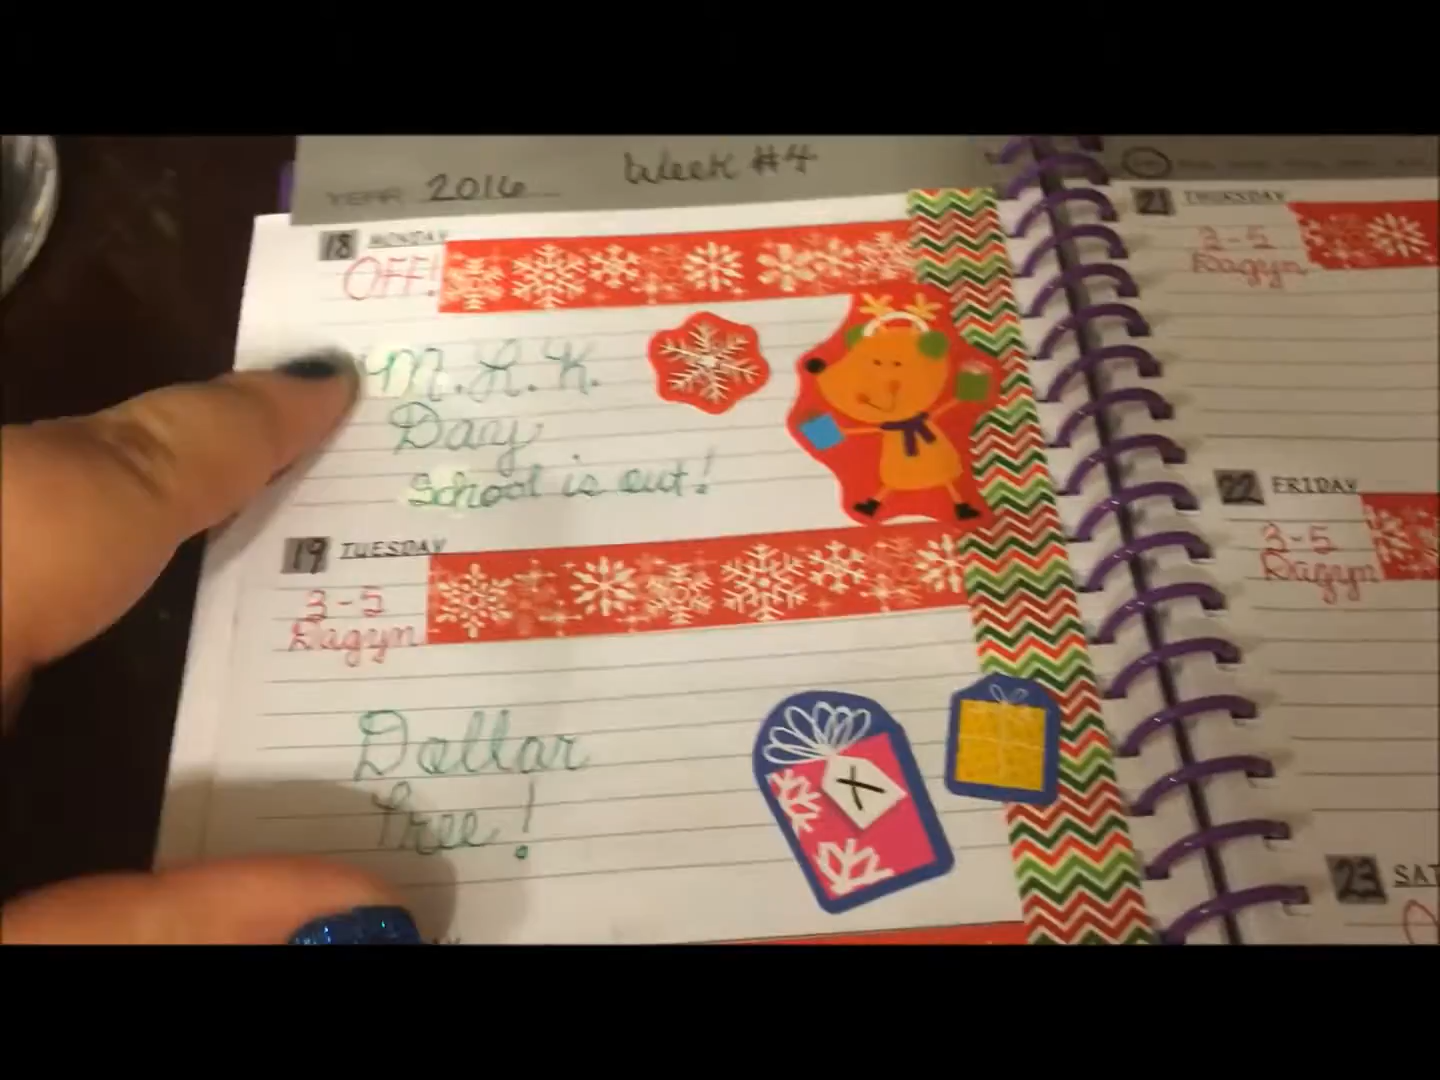 YEAR 2016
Week #4
18 MONDAY
OFF!
M.L.K.
Day
School is out!
19 TUESDAY
3-5
Dagyn
Dollar
Tree!
21 THURSDAY
3-5
Dagyn
22 FRIDAY
3-5
Dagyn
23 SAT